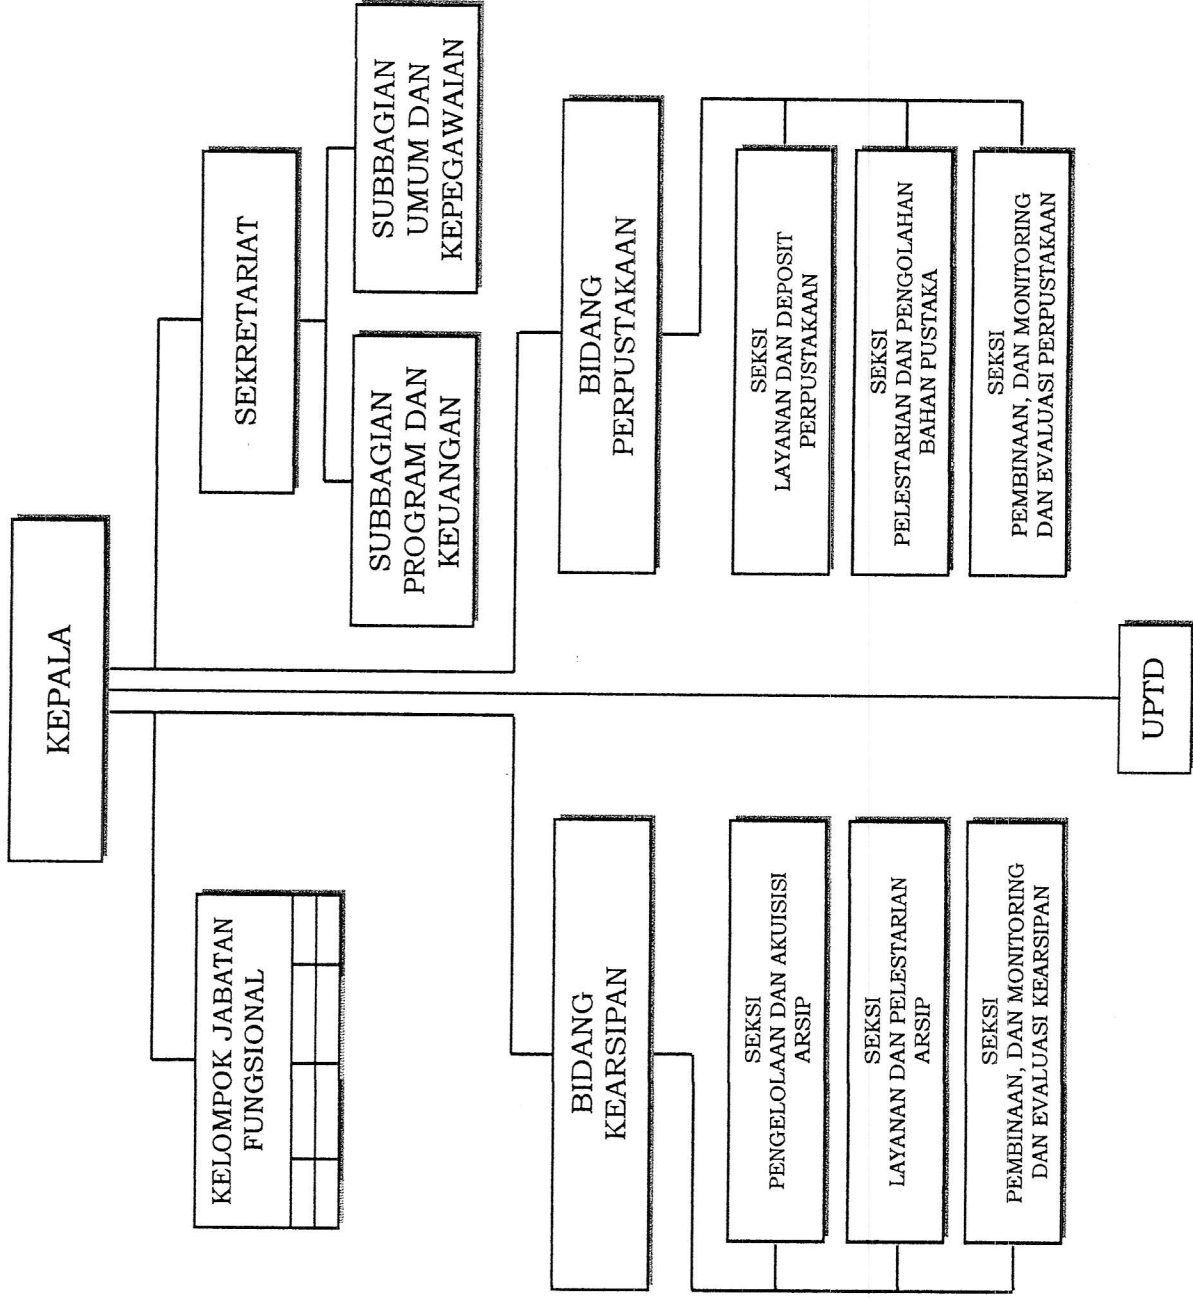 KEPALA
KELOMPOK JABATAN
FUNGSIONAL
SEKRETARIAT
SUBBAGIAN
PROGRAM DAN
KEUANGAN
SUBBAGIAN
UMUM DAN
KEPEGAWAIAN
BIDANG
KEARSIPAN
SEKSI
PENGELOLAAN DAN AKUISISI
ARSIP
SEKSI
LAYANAN DAN PELESTARIAN
ARSIP
SEKSI
PEMBINAAN, DAN MONITORING
DAN EVALUASI KEARSIPAN
BIDANG
PERPUSTAKAAN
SEKSI
LAYANAN DAN DEPOSIT
PERPUSTAKAAN
SEKSI
PELESTARIAN DAN PENGOLAHAN
BAHAN PUSTAKA
SEKSI
PEMBINAAN, DAN MONITORING
DAN EVALUASI PERPUSTAKAAN
UPTD